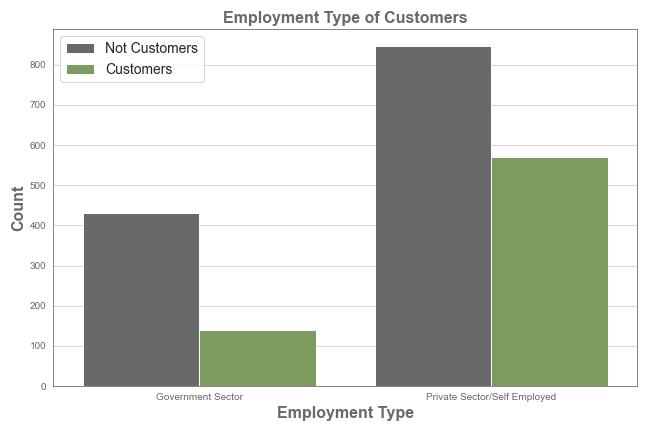 Employment Type of Customers
Not Customers
Customers
800
700
600
500
400
300
200
100
0
Count
Government Sector
Private Sector/Self Employed
Employment Type